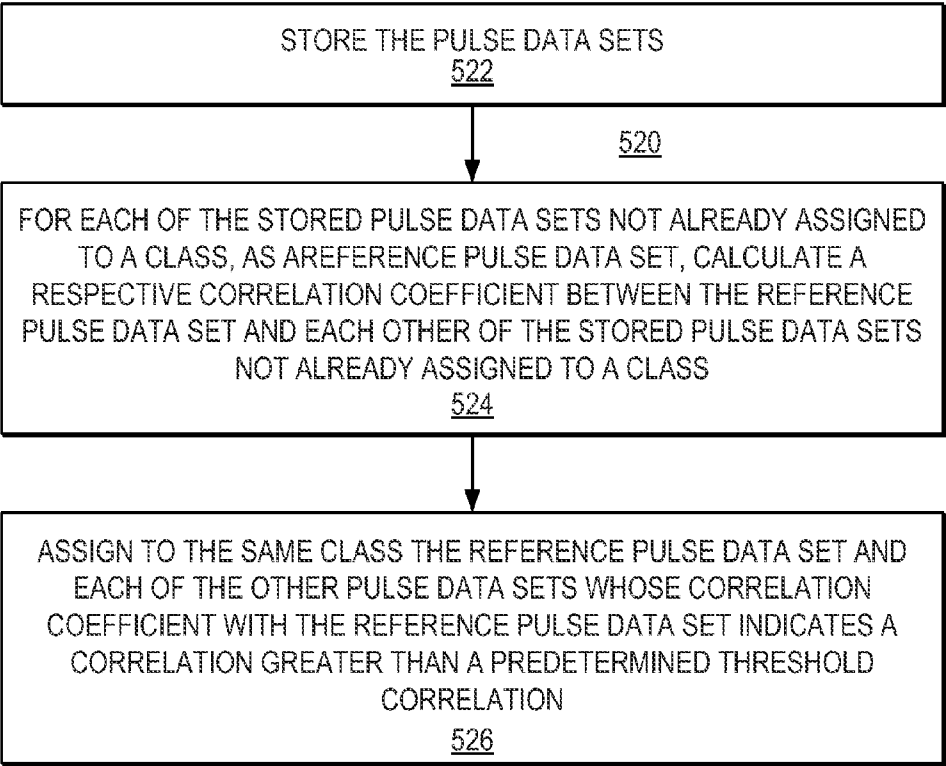 STORE THE PULSE DATA SETS
522
520
FOR EACH OF THE STORED PULSE DATA SETS NOT ALREADY ASSIGNED
TO A CLASS, AS AREFERENCE PULSE DATA SET, CALCULATE A
RESPECTIVE CORRELATION COEFFICIENT BETWEEN THE REFERENCE
PULSE DATA SET AND EACH OTHER OF THE STORED PULSE DATA SETS
NOT ALREADY ASSIGNED TO A CLASS
524
ASSIGN TO THE SAME CLASS THE REFERENCE PULSE DATA SET AND
EACH OF THE OTHER PULSE DATA SETS WHOSE CORRELATION
COEFFICIENT WITH THE REFERENCE PULSE DATA SET INDICATES A
CORRELATION GREATER THAN A PREDETERMINED THRESHOLD
CORRELATION
526